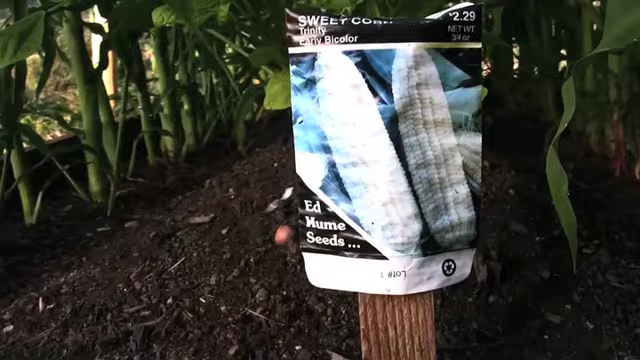 SWEET CORN
$2.29
Trinity
Early Bicolor
NET WT.
3/4 oz
Ed
Hume
Seeds...
Lot# 1